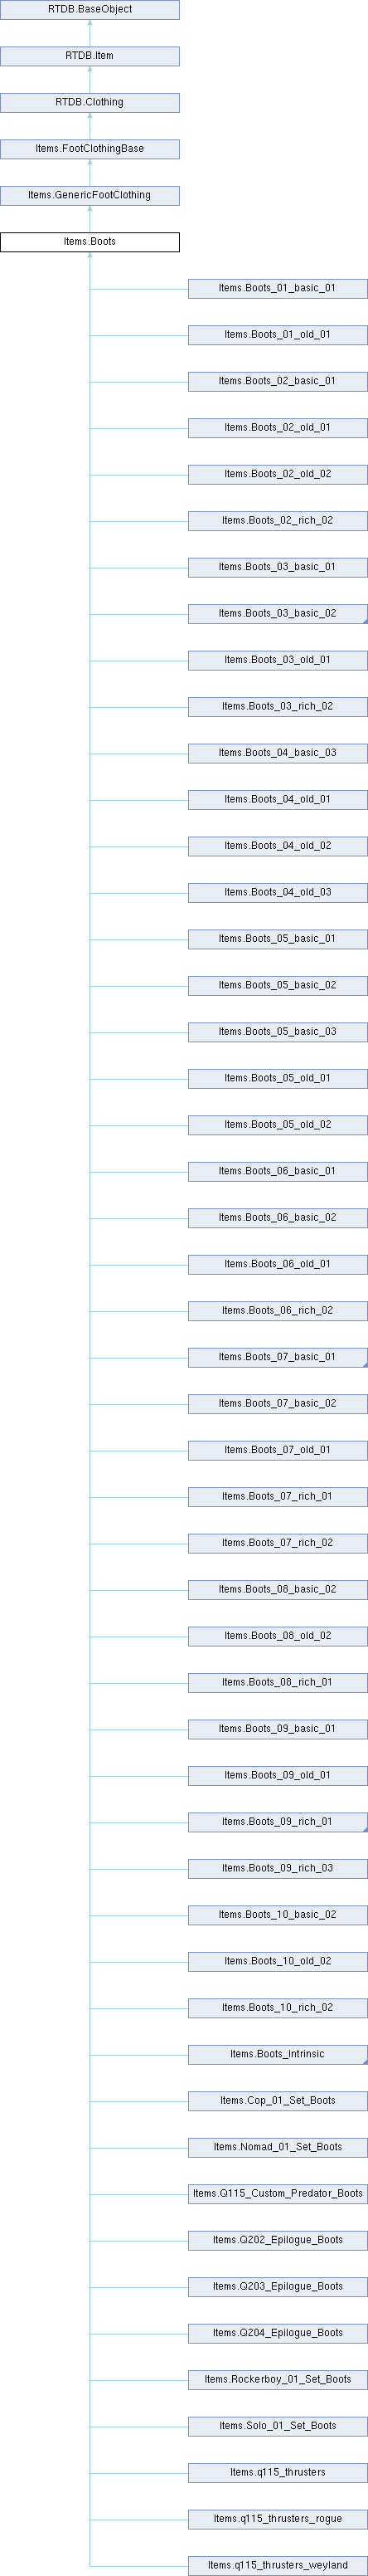 RTDB.BaseObject
RTDB.Item
RTDB.Clothing
Items.FootClothingBase
Items.GenericFootClothing
Items.Boots
Items.Boots_01_basic_01
Items.Boots_01_old_01
Items.Boots_02_basic_01
Items.Boots_02_old_01
Items.Boots_02_old_02
Items.Boots_02_rich_02
Items.Boots_03_basic_01
Items.Boots_03_basic_02
Items.Boots_03_old_01
Items.Boots_03_rich_02
Items.Boots_04_basic_03
Items.Boots_04_old_01
Items.Boots_04_old_02
Items.Boots_04_old_03
Items.Boots_05_basic_01
Items.Boots_05_basic_02
Items.Boots_05_basic_03
Items.Boots_05_old_01
Items.Boots_05_old_02
Items.Boots_06_basic_01
Items.Boots_06_basic_02
Items.Boots_06_old_01
Items.Boots_06_rich_02
Items.Boots_07_basic_01
Items.Boots_07_basic_02
Items.Boots_07_old_01
Items.Boots_07_rich_01
Items.Boots_07_rich_02
Items.Boots_08_basic_02
Items.Boots_08_old_02
Items.Boots_08_rich_01
Items.Boots_09_basic_01
Items.Boots_09_old_01
Items.Boots_09_rich_01
Items.Boots_09_rich_03
Items.Boots_10_basic_02
Items.Boots_10_old_02
Items.Boots_10_rich_02
Items.Boots_Intrinsic
Items.Cop_01_Set_Boots
Items.Nomad_01_Set_Boots
Items.Q115_Custom_Predator_Boots
Items.Q202_Epilogue_Boots
Items.Q203_Epilogue_Boots
Items.Q204_Epilogue_Boots
Items.Rockerboy_01_Set_Boots
Items.Solo_01_Set_Boots
Items.q115_thrusters
Items.q115_thrusters_rogue
Items.q115_thrusters_weyland